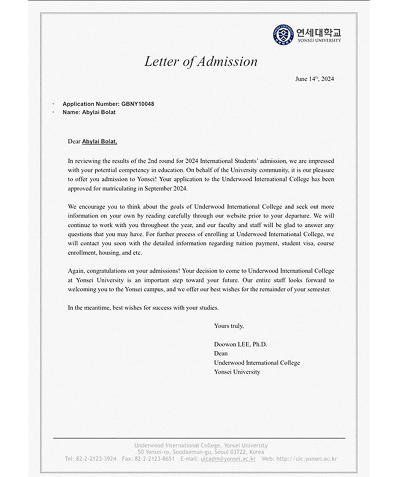 연세대학교
YONSEI UNIVERSITY
Letter of Admission
June 14th, 2024
· Application Number: GBNY10048
· Name: Abylai Bolat
Dear Abylai Bolat,
In reviewing the results of the 2nd round for 2024 International Students' admission, we are impressed
with your potential competency in education. On behalf of the University community, it is our pleasure
to offer you admission to Yonsei! Your application to the Underwood International College has been
approved for matriculating in September 2024.
We encourage you to think about the goals of Underwood International College and seek out more
information on your own by reading carefully through our website prior to your departure. We will
continue to work with you throughout the year, and our faculty and staff will be glad to answer any
questions that you may have. For further process of enrolling at Underwood International College, we
will contact you soon with the detailed information regarding tuition payment, student visa, course
enrollment, housing, and etc.
Again, congratulations on your admissions! Your decision to come to Underwood International College
at Yonsei University is an important step toward your future. Our entire staff looks forward to
welcoming you to the Yonsei campus, and we offer our best wishes for the remainder of your semester.
In the meantime, best wishes for success with your studies.
Yours truly,
Doowon LEE, Ph.D.
Dean
Underwood International College
Yonsei University
Underwood International College, Yonsei University
50 Yonsei-ro, Seodaemun-gu, Seoul 03722, Korea
Tel: 82-2-2123-3924 Fax: 82-2-2123-8651 E-mail: uicadm@yonsei.ac.kr Web: http://uic.yonsei.ac.kr